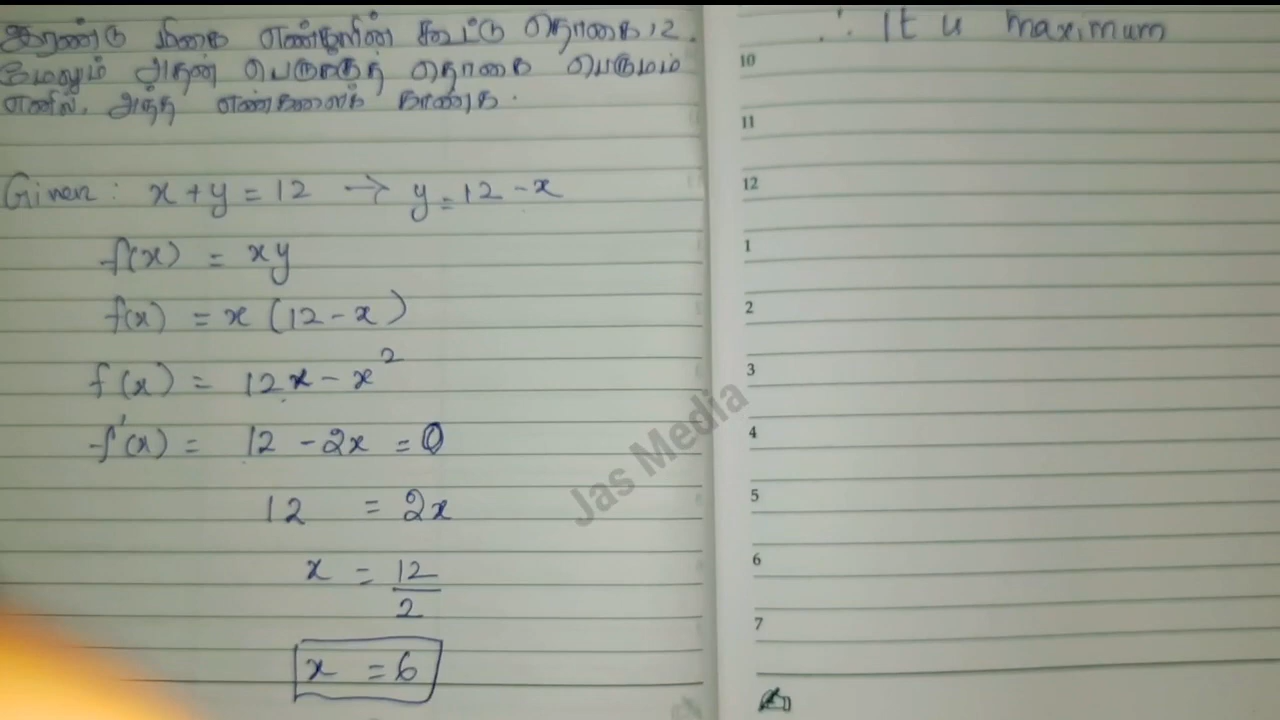 இரண்டு மிகை எண்களின் கூட்டு தொகை 12.
மேலும் அதன் பெருக்குத் தொகை பெருமம்
எனில், அந்த எண்களைக் காண்க.
Given: x + y = 12 → y = 12 - x
f(x) = xy
f(x) = x (12 - x)
f(x) = 12x - x²
f'(x) = 12 - 2x = 0
12 = 2x
x = 12/2
x = 6
∴ It is maximum
10
11
12
1
2
3
4
5
6
7
Jas Media